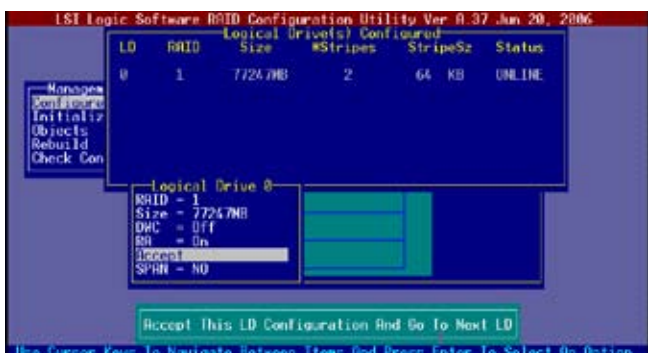 LSI Logic Software RAID Configuration Utility Ver A.37 Jun 20, 2006
Logical Drive(s) Configured
LD RAID Size #Stripes StripeSz Status
0 1 77247MB 2 64 KB ONLINE
Managem
Configure
Initializ
Objects
Rebuild
Check Con
Logical Drive 0
RAID = 1
Size = 77247MB
DWC = Off
RA = On
Accept
SPAN = NO
Accept This LD Configuration And Go To Next LD
Use Cursor Keys To Navigate Between Items And Press Enter To Select An Option